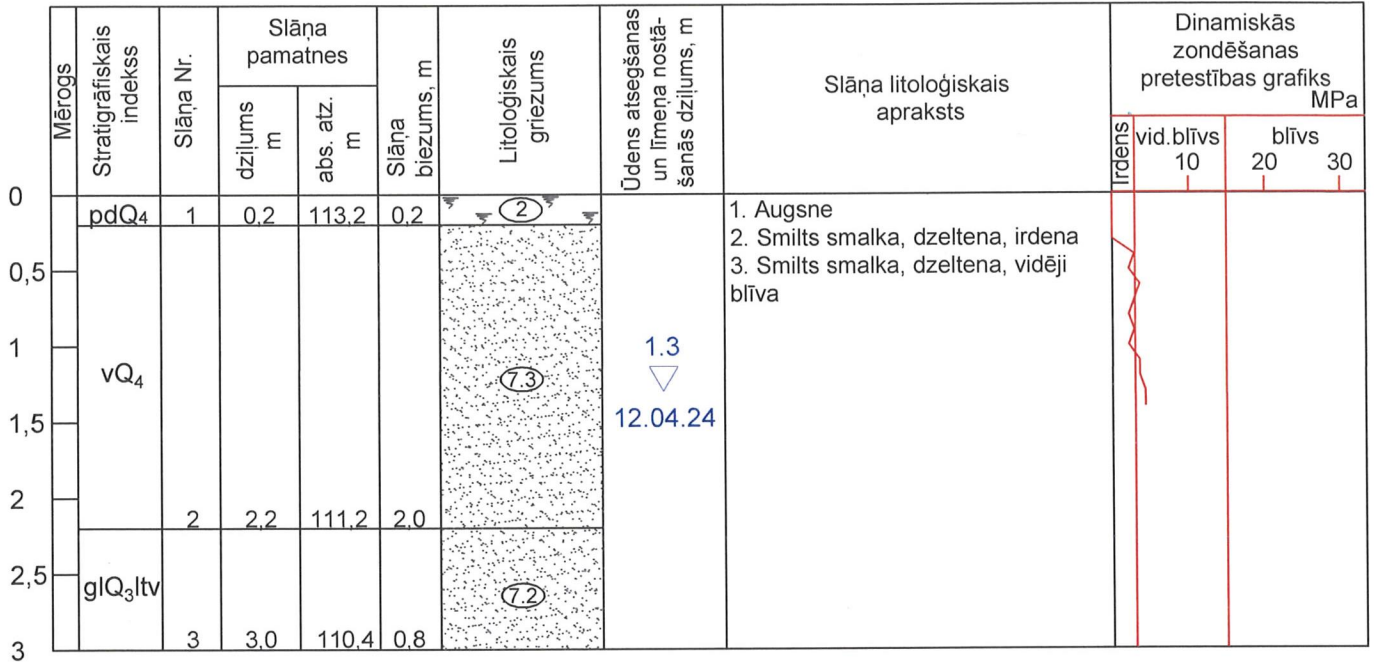 Mērogs
Stratigrāfiskais
indekss
Slāņa Nr.
Slāņa
pamatnes
dziļums
m
abs. atz.
m
Slāņa
biezums, m
Litoloģiskais
griezums
Ūdens atsegšanas
un līmeņa nostā-
šanās dziļums, m
Slāņa litoloģiskais
apraksts
Dinamiskās
zondēšanas
pretestības grafiks
MPa
Irdens
vid.blīvs
blīvs
10
20
30
0
pdQ4 1 0,2 113,2 0,2
2
1. Augsne
2. Smilts smalka, dzeltena, irdena
3. Smilts smalka, dzeltena, vidēji
blīva
0,5
1
vQ₄
7.3
1.3
12.04.24
1,5
2
2 2,2 111,2 2,0
2,5
glQ₃ltv
7.2
3 3,0 110,4 0,8
3